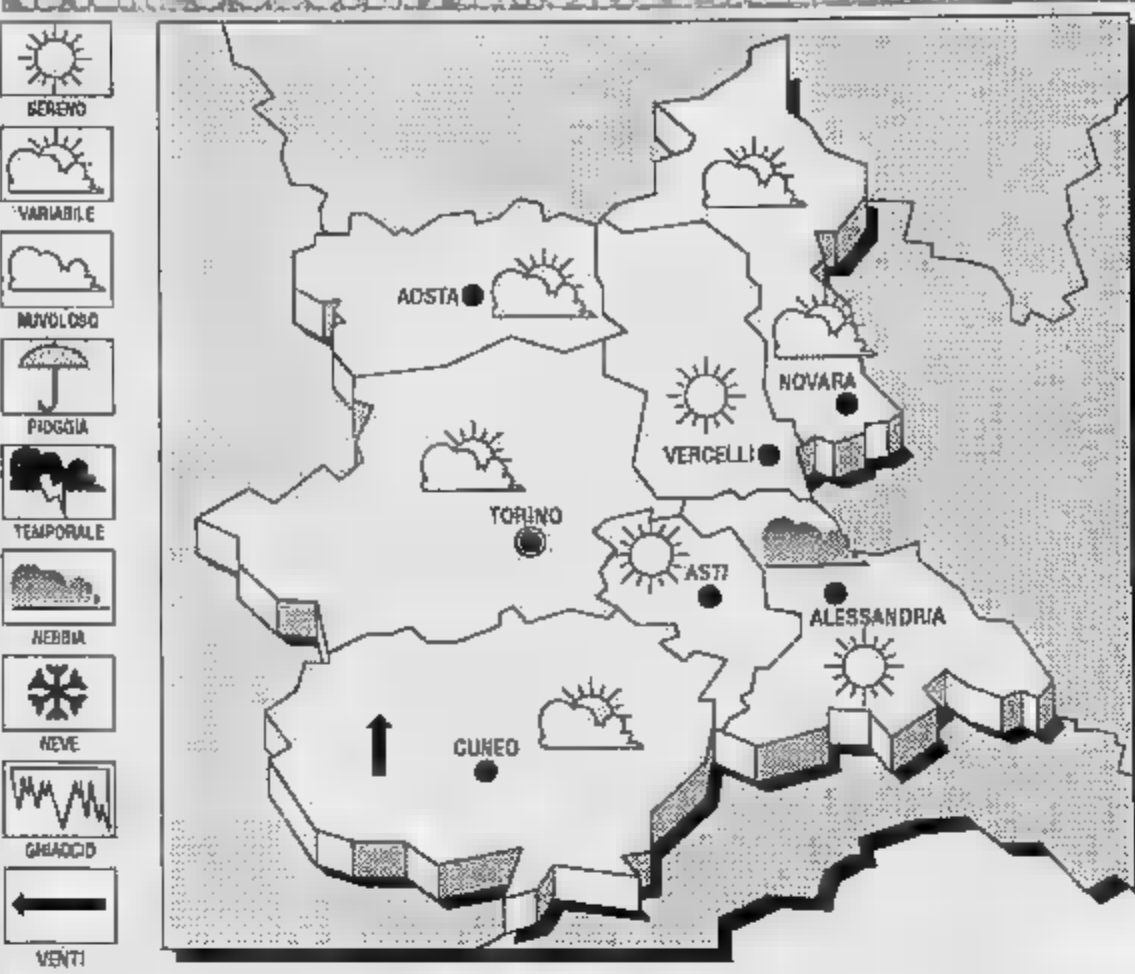 SERENO
VARIABILE
NUVOLOSO
PIOGGIA
TEMPORALE
NEBBIA
NEVE
GHIACCIO
VENTI
AOSTA
NOVARA
VERCELLI
TORINO
ASTI
ALESSANDRIA
CUNEO